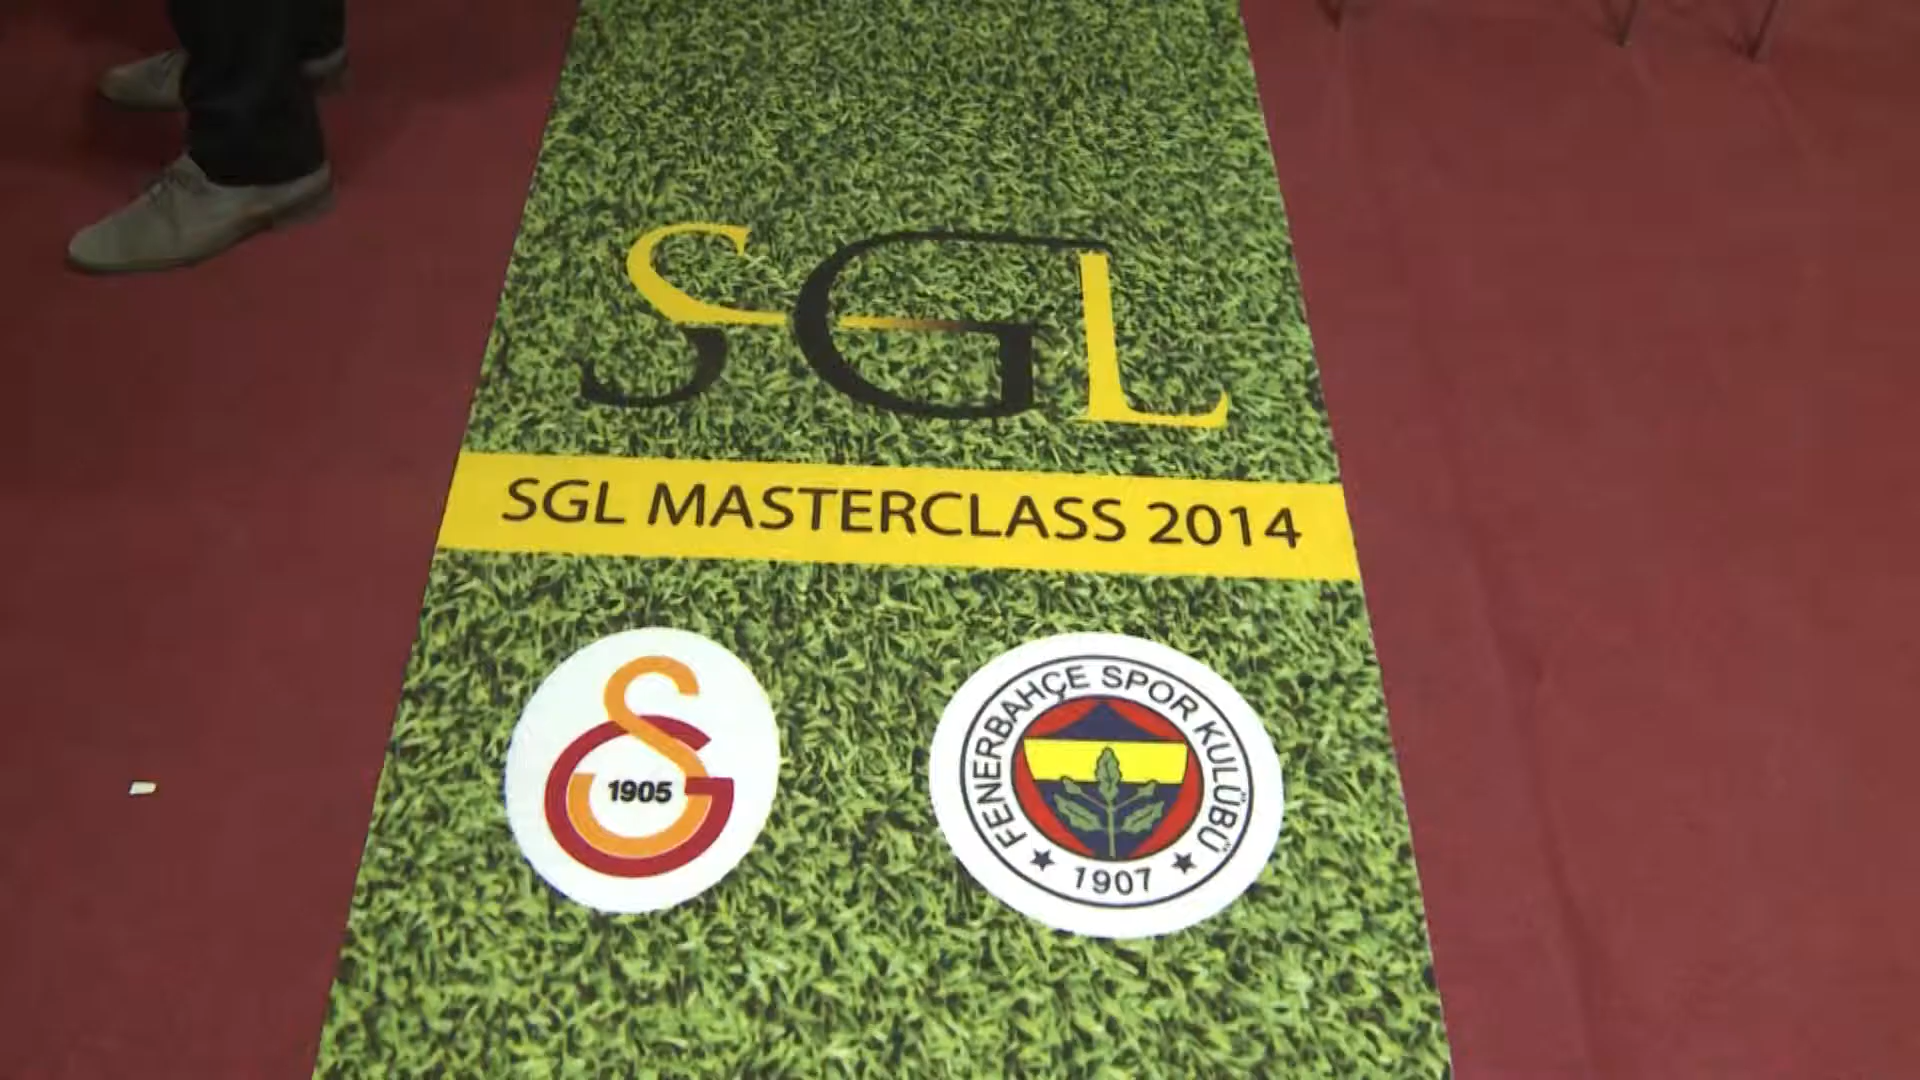 SGL
SGL MASTERCLASS 2014
1905
FENERBAHÇE SPOR KULÜBÜ
1907